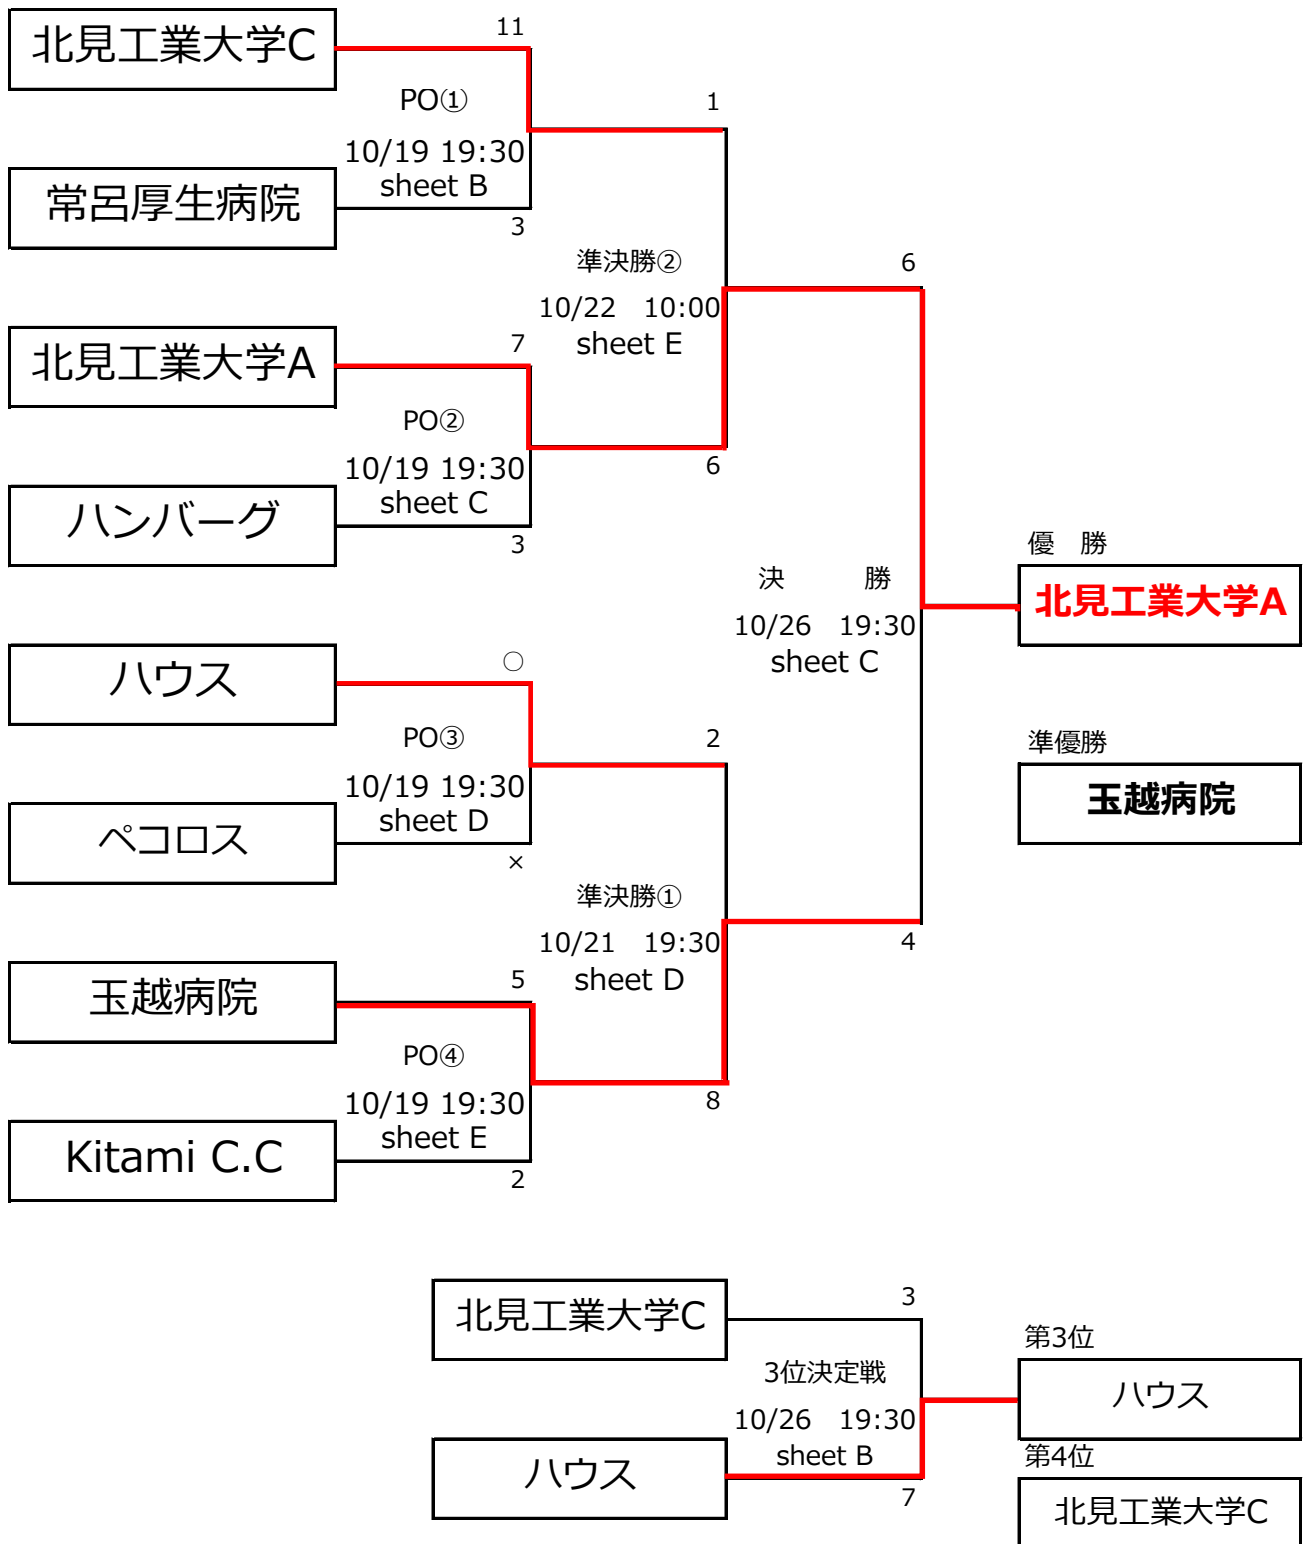 北見工業大学C
11
PO①
10/19 19:30
sheet B
1
常呂厚生病院
3
準決勝②
10/22 10:00
sheet E
6
北見工業大学A
7
PO②
10/19 19:30
sheet C
6
ハンバーグ
3
決 勝
10/26 19:30
sheet C
優 勝
北見工業大学A
ハウス
○
PO③
10/19 19:30
sheet D
2
準優勝
玉越病院
ペコロス
×
準決勝①
10/21 19:30
sheet D
4
玉越病院
5
PO④
10/19 19:30
sheet E
8
Kitami C.C
2
北見工業大学C
3
3位決定戦
10/26 19:30
sheet B
第3位
ハウス
ハウス
7
第4位
北見工業大学C